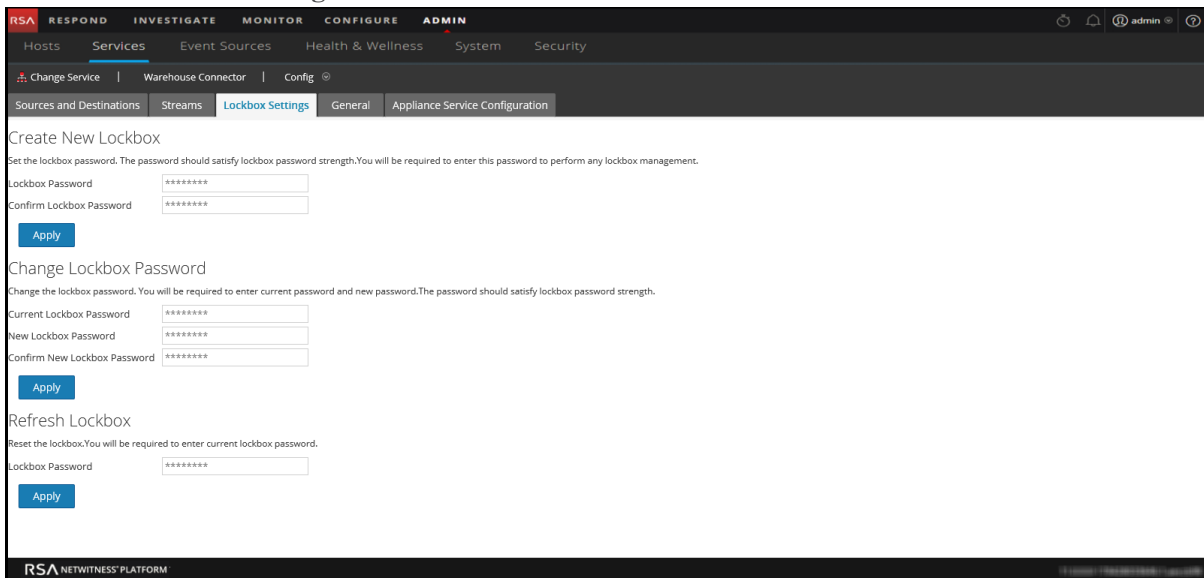 RSA RESPOND INVESTIGATE MONITOR CONFIGURE ADMIN admin
Hosts Services Event Sources Health & Wellness System Security
Change Service | Warehouse Connector | Config
Sources and Destinations Streams Lockbox Settings General Appliance Service Configuration
Create New Lockbox
Set the lockbox password. The password should satisfy lockbox password strength.You will be required to enter this password to perform any lockbox management.
Lockbox Password ********
Confirm Lockbox Password ********
Apply
Change Lockbox Password
Change the lockbox password. You will be required to enter current password and new password.The password should satisfy lockbox password strength.
Current Lockbox Password ********
New Lockbox Password ********
Confirm New Lockbox Password ********
Apply
Refresh Lockbox
Reset the lockbox.You will be required to enter current lockbox password.
Lockbox Password ********
Apply
RSA NETWITNESS PLATFORM